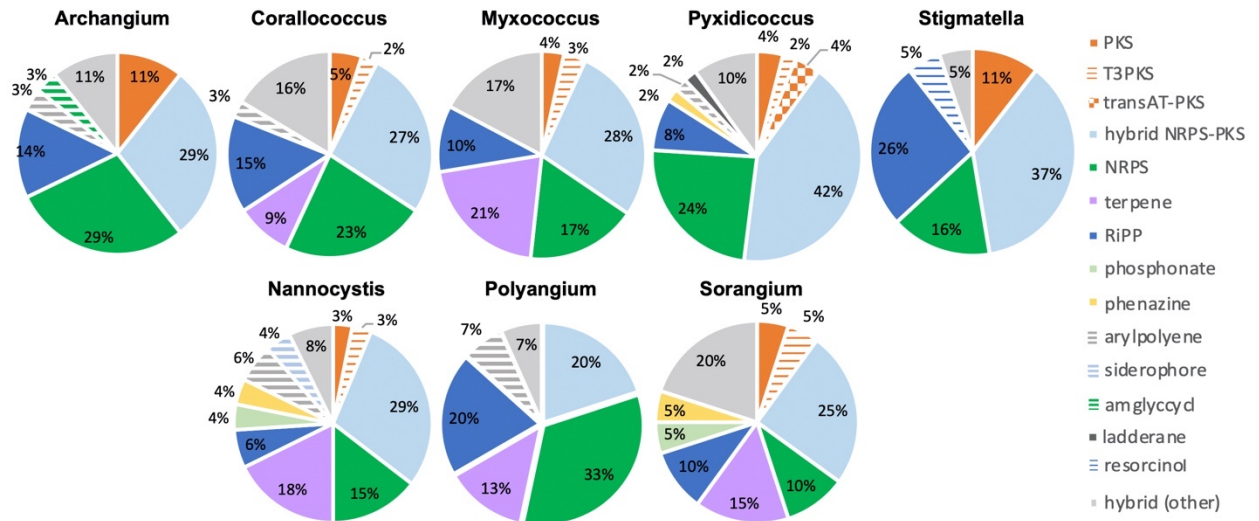 Archangium
3%
3%
11%
11%
14%
29%
29%
Corallococcus
2%
5%
16%
3%
27%
15%
9%
23%
Myxococcus
4%
3%
17%
10%
28%
21%
17%
Pyxidicoccus
4%
2%
4%
2%
2%
2%
10%
8%
24%
42%
Stigmatella
5%
5%
11%
26%
37%
16%
Nannocystis
3%
3%
4%
8%
6%
4%
29%
4%
6%
18%
15%
Polyangium
7%
7%
20%
20%
33%
13%
Sorangium
5%
5%
20%
25%
5%
5%
10%
10%
15%
PKS
T3PKS
transAT-PKS
hybrid NRPS-PKS
NRPS
terpene
RiPP
phosphonate
phenazine
arylpolyene
siderophore
amglyccycl
ladderane
resorcinol
hybrid (other)